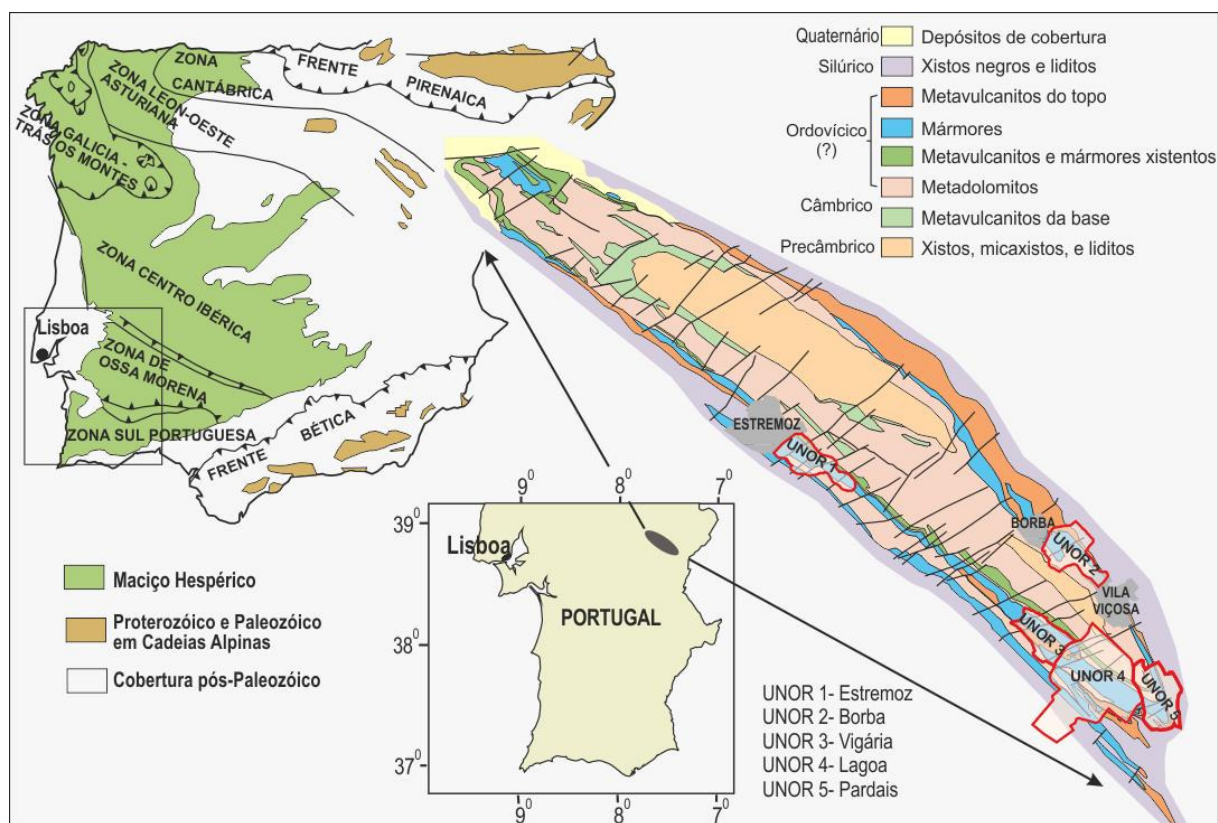 ZONA
CANTÁBRICA
ZONA LEON-OESTE
ASTURIANA
ZONA GALICIA -
TRÁS OS MONTES
FRENTE
PIRENAICA
ZONA CENTRO IBÉRICA
Lisboa
ZONA DE
OSSA MORENA
ZONA SUL PORTUGUESA
FRENTE
BÉTICA
Maciço Hespérico
Proterozóico e Paleozóico
em Cadeias Alpinas
Cobertura pós-Paleozóico
Quaternário
Depósitos de cobertura
Silúrico
Xistos negros e liditos
Metavulcanitos do topo
Ordovícico
(?)
Mármores
Metavulcanitos e mármores xistentos
Metadolomitos
Câmbrico
Metavulcanitos da base
Precâmbrico
Xistos, micaxistos, e liditos
ESTREMOZ
UNOR 1
BORBA
UNOR 2
VILA
VIÇOSA
UNOR 3
UNOR 4
UNOR 5
9⁰
8⁰
7⁰
39⁰
Lisboa
PORTUGAL
38⁰
37⁰
9⁰
8⁰
7⁰
UNOR 1- Estremoz
UNOR 2- Borba
UNOR 3- Vigária
UNOR 4- Lagoa
UNOR 5- Pardais